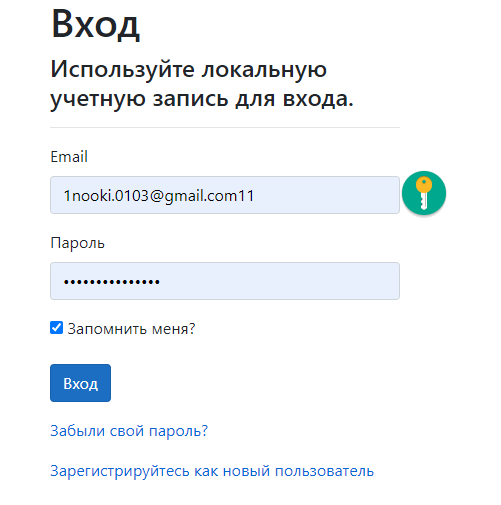 Вход
Используйте локальную
учетную запись для входа.
Email
1nooki.0103@gmail.com11
Пароль
•••••••••••••••
Запомнить меня?
Вход
Забыли свой пароль?
Зарегистрируйтесь как новый пользователь